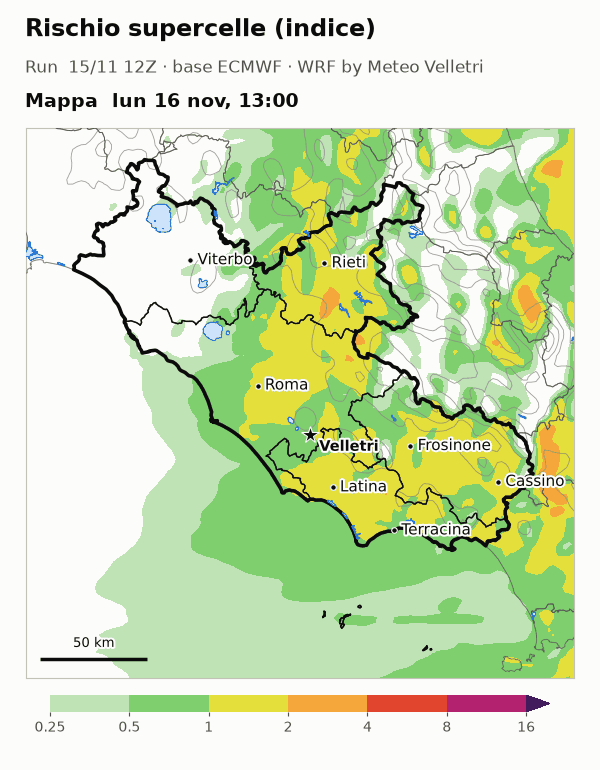 Rischio supercelle (indice)
Run 15/11 12Z · base ECMWF · WRF by Meteo Velletri
Mappa lun 16 nov, 13:00
Viterbo
Rieti
Roma
Velletri
Frosinone
Latina
Cassino
Terracina
50 km
0.25 0.5 1 2 4 8 16